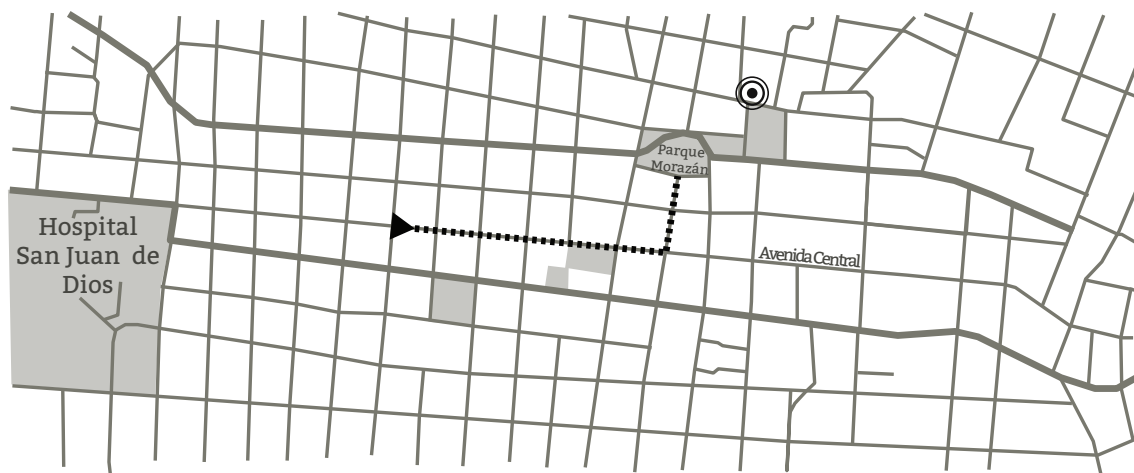 Parque
Morazán
Hospital
San Juan de
Dios
Avenida Central